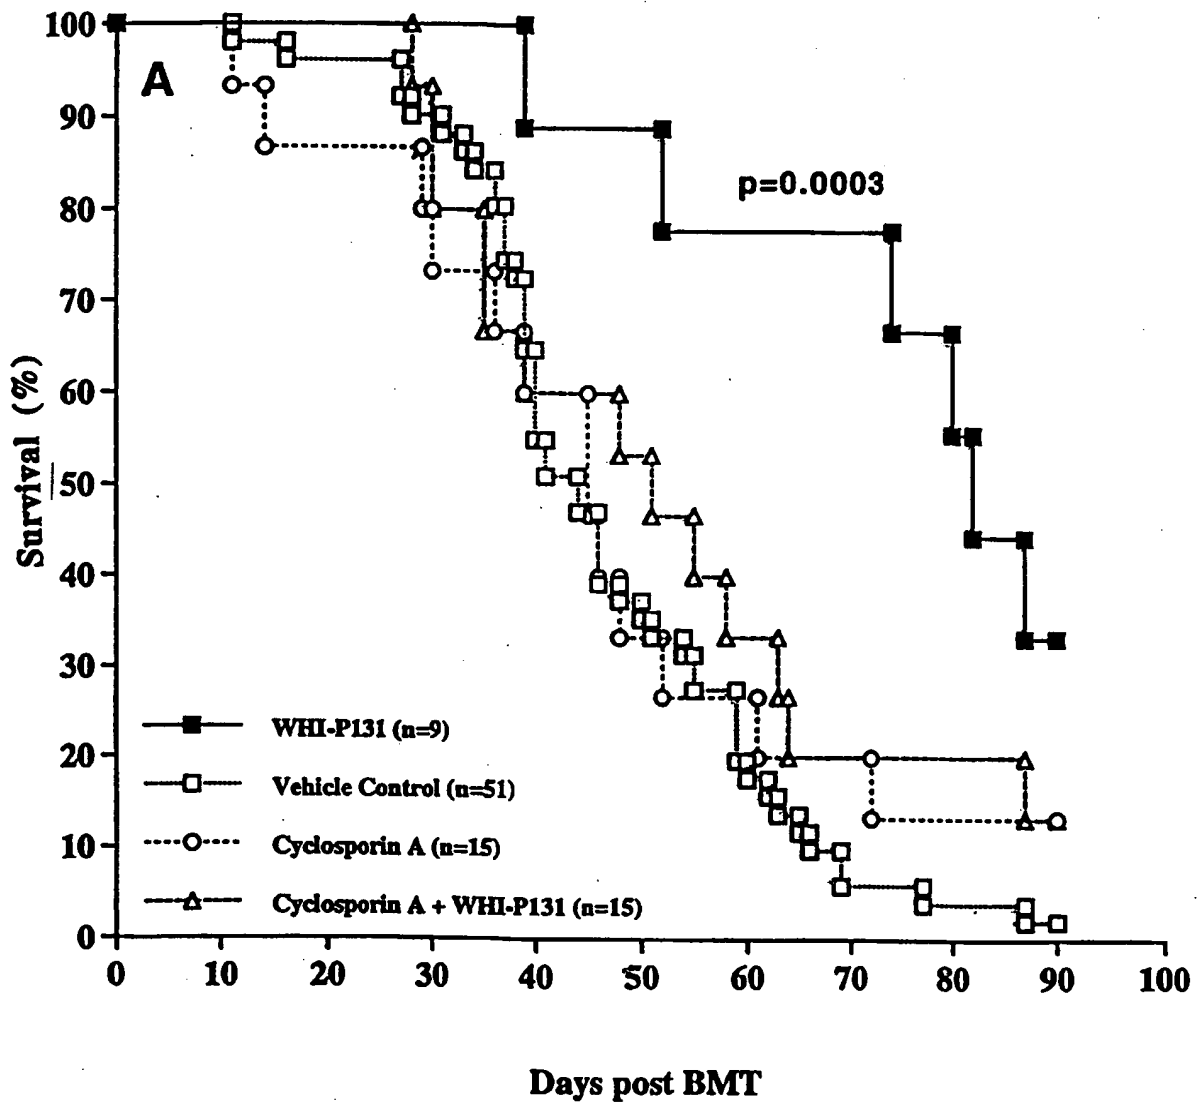 100
A
90
p=0.0003
80
70
Survival (%)
60
50
40
30
WHI-P131 (n=9)
20
Vehicle Control (n=51)
10
Cyclosporin A (n=15)
Cyclosporin A + WHI-P131 (n=15)
0
0 10 20 30 40 50 60 70 80 90 100
Days post BMT